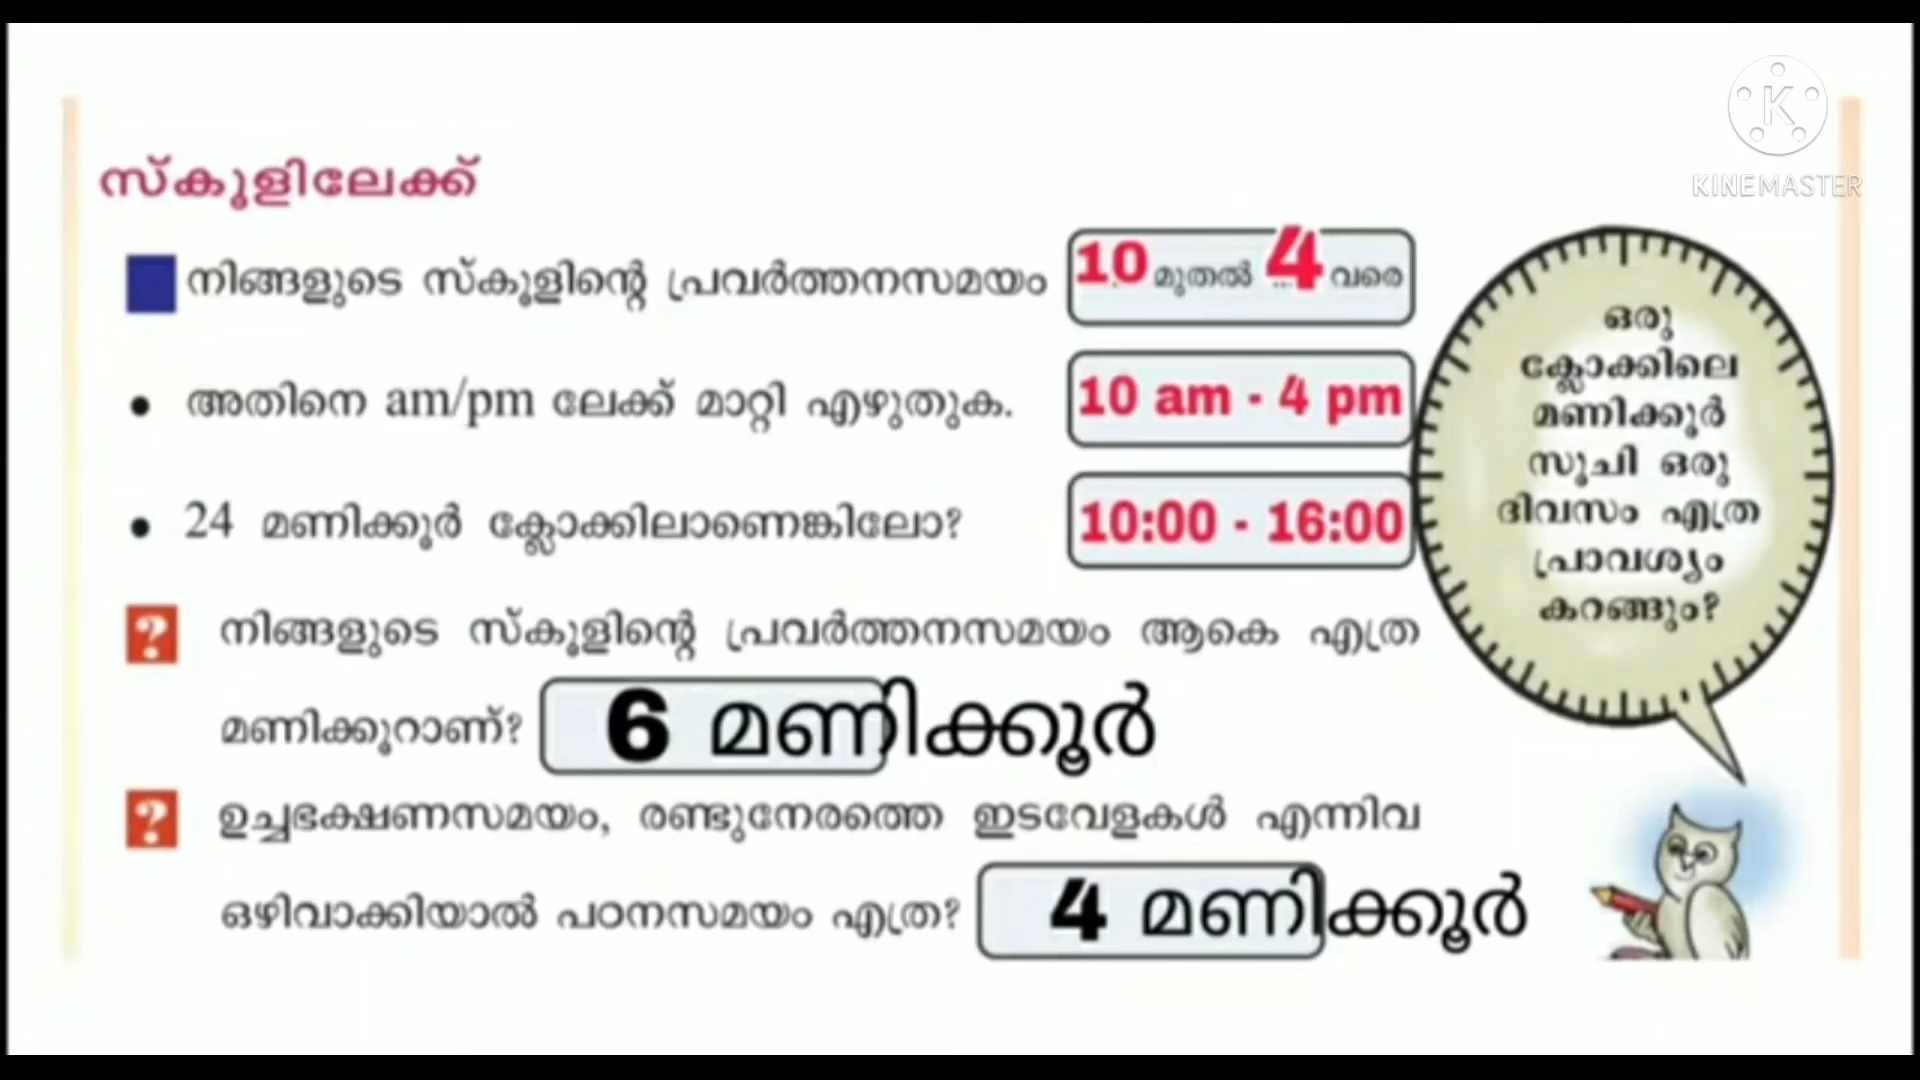 KINEMASTER
സ്കൂളിലേക്ക്
നിങ്ങളുടെ സ്കൂളിന്റെ പ്രവർത്തനസമയം 10 മുതൽ 4 വരെ
അതിനെ am/pm ലേക്ക് മാറ്റി എഴുതുക. 10 am - 4 pm
24 മണിക്കൂർ ക്ലോക്കിലാണെങ്കിലോ? 10:00 - 16:00
? നിങ്ങളുടെ സ്കൂളിന്റെ പ്രവർത്തനസമയം ആകെ എത്ര
മണിക്കൂറാണ്? 6 മണിക്കൂർ
? ഉച്ചഭക്ഷണസമയം, രണ്ടുനേരത്തെ ഇടവേളകൾ എന്നിവ
ഒഴിവാക്കിയാൽ പഠനസമയം എത്ര? 4 മണിക്കൂർ
ഒരു
ക്ലോക്കിലെ
മണിക്കൂർ
സൂചി ഒരു
ദിവസം എത്ര
പ്രാവശ്യം
കറങ്ങും?